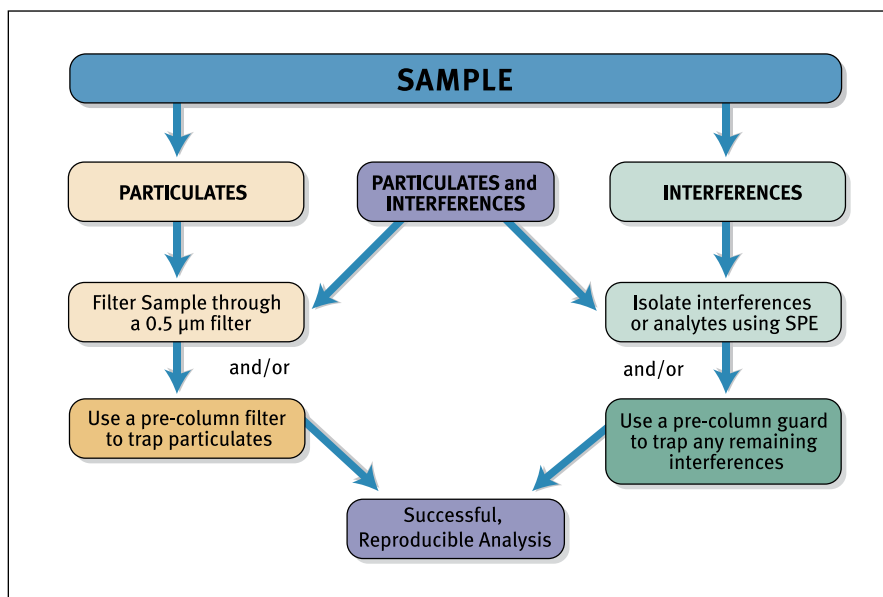 SAMPLE
PARTICULATES
PARTICULATES and
INTERFERENCES
INTERFERENCES
Filter Sample through
a 0.5 µm filter
Isolate interferences
or analytes using SPE
and/or
and/or
Use a pre-column filter
to trap particulates
Use a pre-column guard
to trap any remaining
interferences
Successful,
Reproducible Analysis